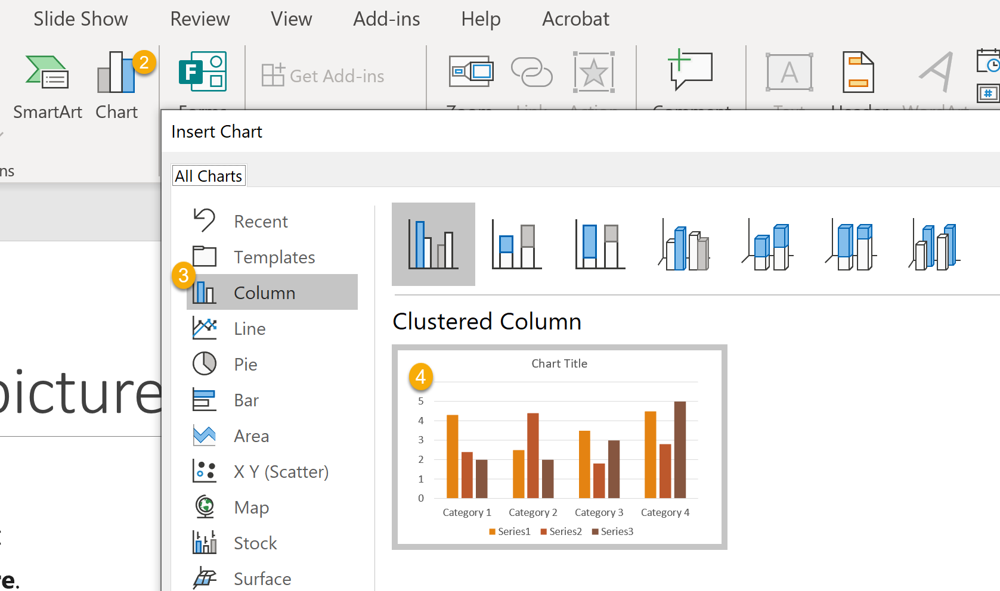 Slide Show Review View Add-ins Help Acrobat
2
F
Get Add-ins
A
A
#
SmartArt Chart
Insert Chart
ns
All Charts
Recent
Templates
3
Column
Line
Pie
Bar
Area
X Y (Scatter)
Map
Stock
Surface
picture
re.
Clustered Column
Chart Title
4
5
4
3
2
1
0
Category 1 Category 2 Category 3 Category 4
Series1 Series2 Series3